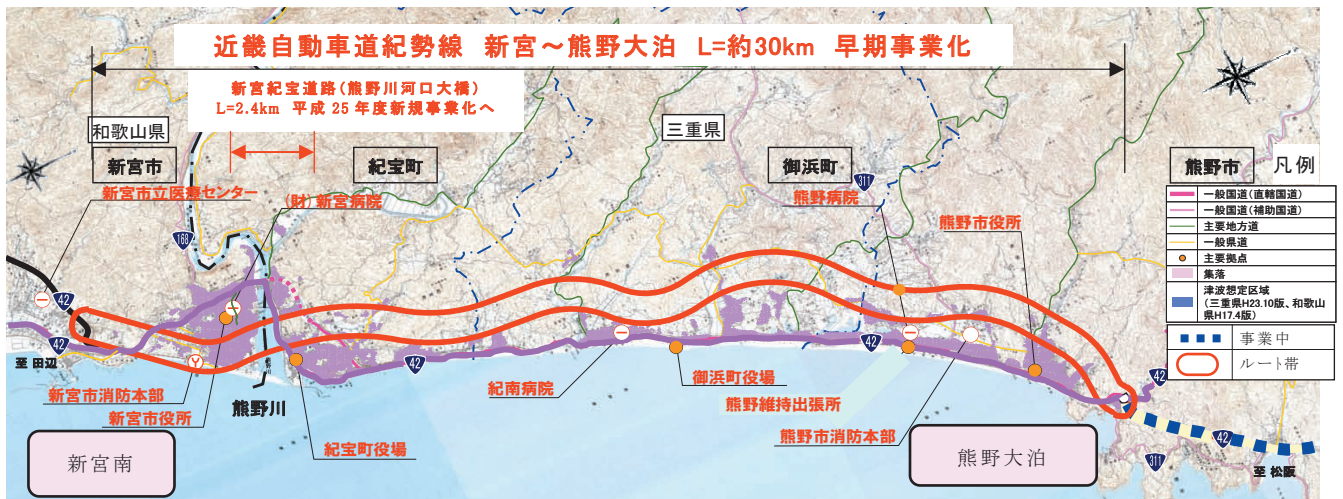 近畿自動車道紀勢線 新宮～熊野大泊 L=約30km 早期事業化
新宮紀宝道路(熊野川河口大橋)
L=2.4km 平成 25 年度新規事業化へ
和歌山県
三重県
新宮市
紀宝町
御浜町
熊野市
凡例
新宮市立医療センター
(財)新宮病院
熊野病院
熊野市役所
311
168
42
42
42
42
42
42
311
一般国道(直轄国道)
一般国道(補助国道)
主要地方道
一般県道
主要拠点
集落
津波想定区域
(三重県H23.10版、和歌山
県H17.4版)
事業中
ルート帯
至 田辺
新宮市消防本部
新宮市役所
熊野川
紀宝町役場
紀南病院
御浜町役場
熊野維持出張所
熊野市消防本部
至 松阪
新宮南
熊野大泊